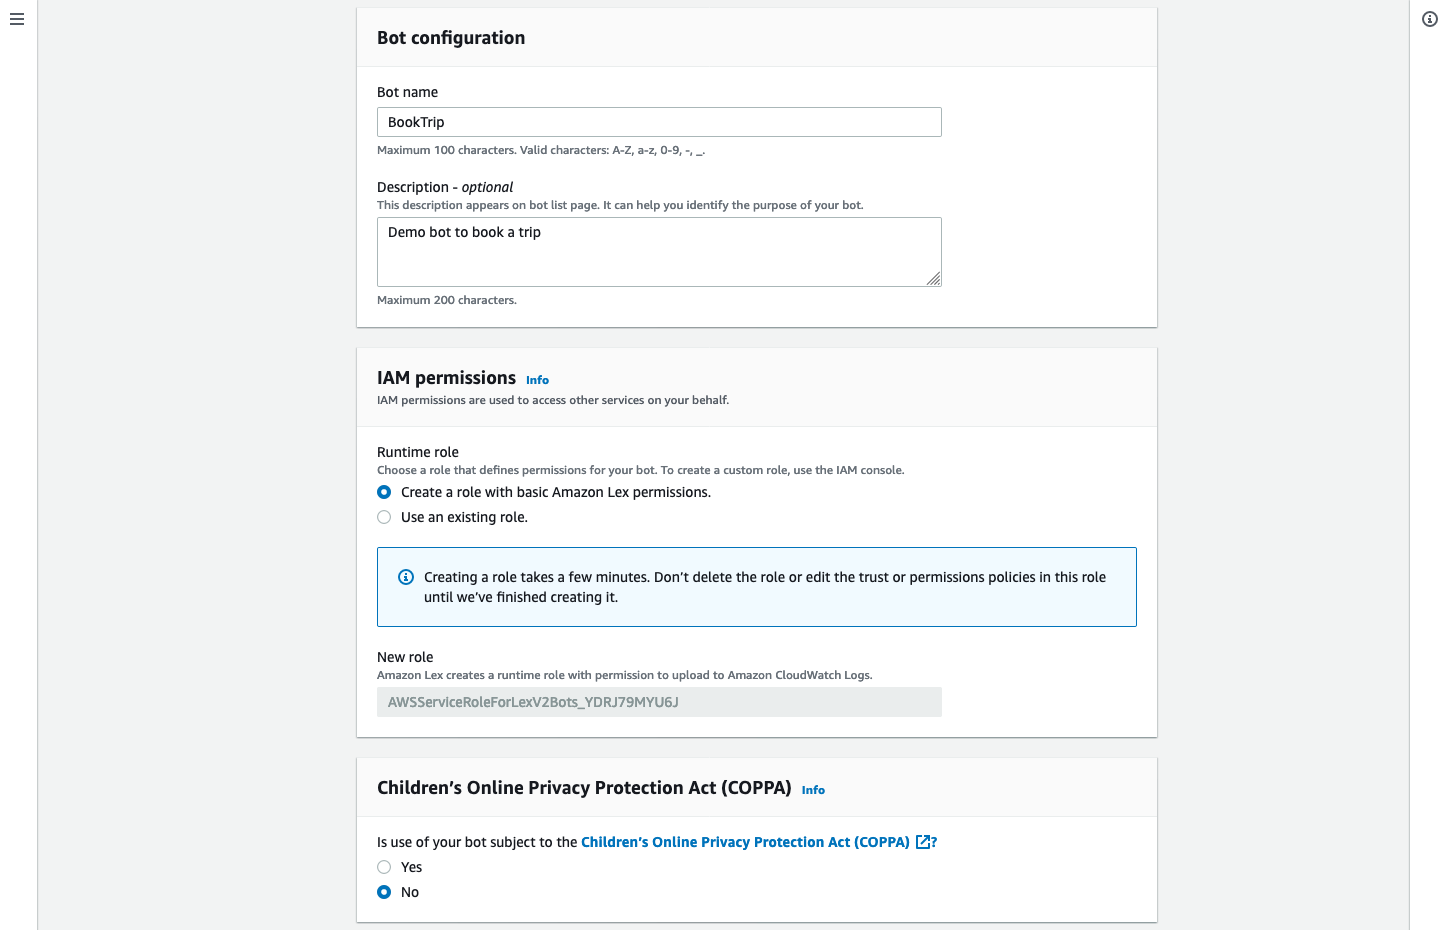 Bot configuration
Bot name
BookTrip
Maximum 100 characters. Valid characters: A-Z, a-z, 0-9, -, _.
Description - optional
This description appears on bot list page. It can help you identify the purpose of your bot.
Demo bot to book a trip
Maximum 200 characters.
IAM permissions Info
IAM permissions are used to access other services on your behalf.
Runtime role
Choose a role that defines permissions for your bot. To create a custom role, use the IAM console.
Create a role with basic Amazon Lex permissions.
Use an existing role.
Creating a role takes a few minutes. Don’t delete the role or edit the trust or permissions policies in this role
until we’ve finished creating it.
New role
Amazon Lex creates a runtime role with permission to upload to Amazon CloudWatch Logs.
AWSServiceRoleForLexV2Bots_YDRJ79MYU6J
Children’s Online Privacy Protection Act (COPPA) Info
Is use of your bot subject to the Children’s Online Privacy Protection Act (COPPA) ?
Yes
No